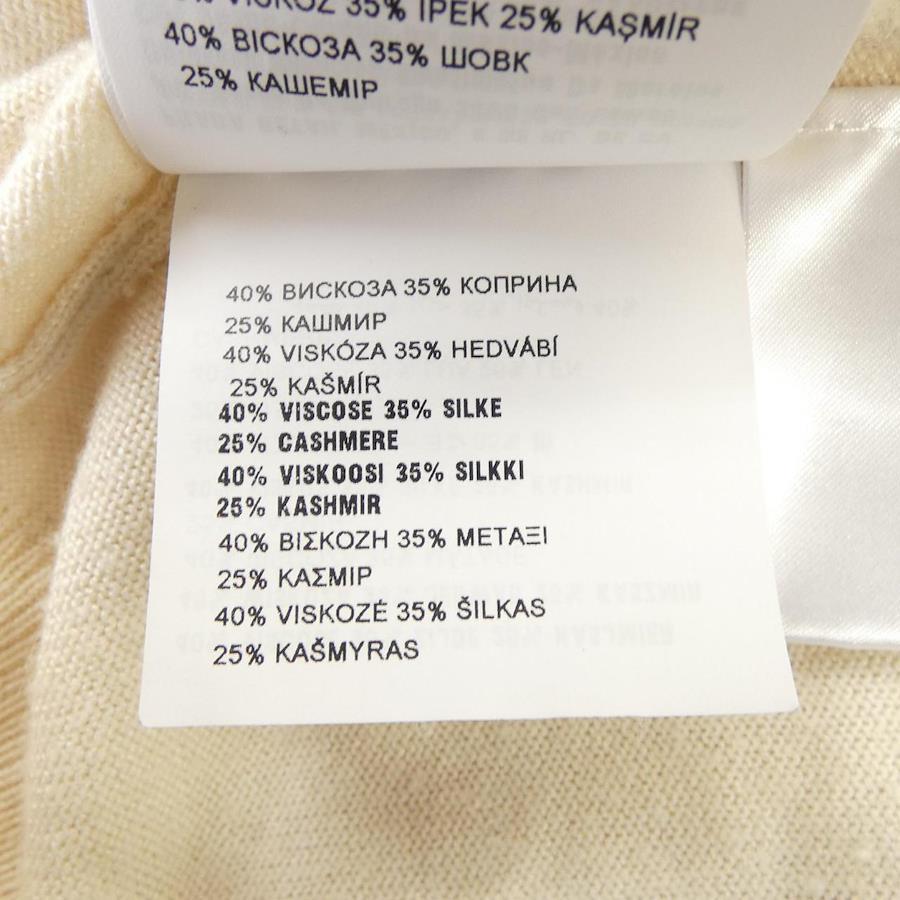 VİSKOZ 35% İPEK 25% KAŞMİR
40% ВІСКОЗА 35% ШОВК
25% КАШЕМІР
40% ВИСКОЗА 35% КОПРИНА
25% КАШМИР
40% VISKÓZA 35% HEDVÁBÍ
25% KAŠMÍR
40% VISCOSE 35% SILKE
25% CASHMERE
40% VISKOOSI 35% SILKKI
25% KASHMIR
40% ΒΙΣΚΟΖΗ 35% ΜΕΤΑΞΙ
25% ΚΑΣΜΙΡ
40% VISKOZĖ 35% ŠILKAS
25% KAŠMYRAS